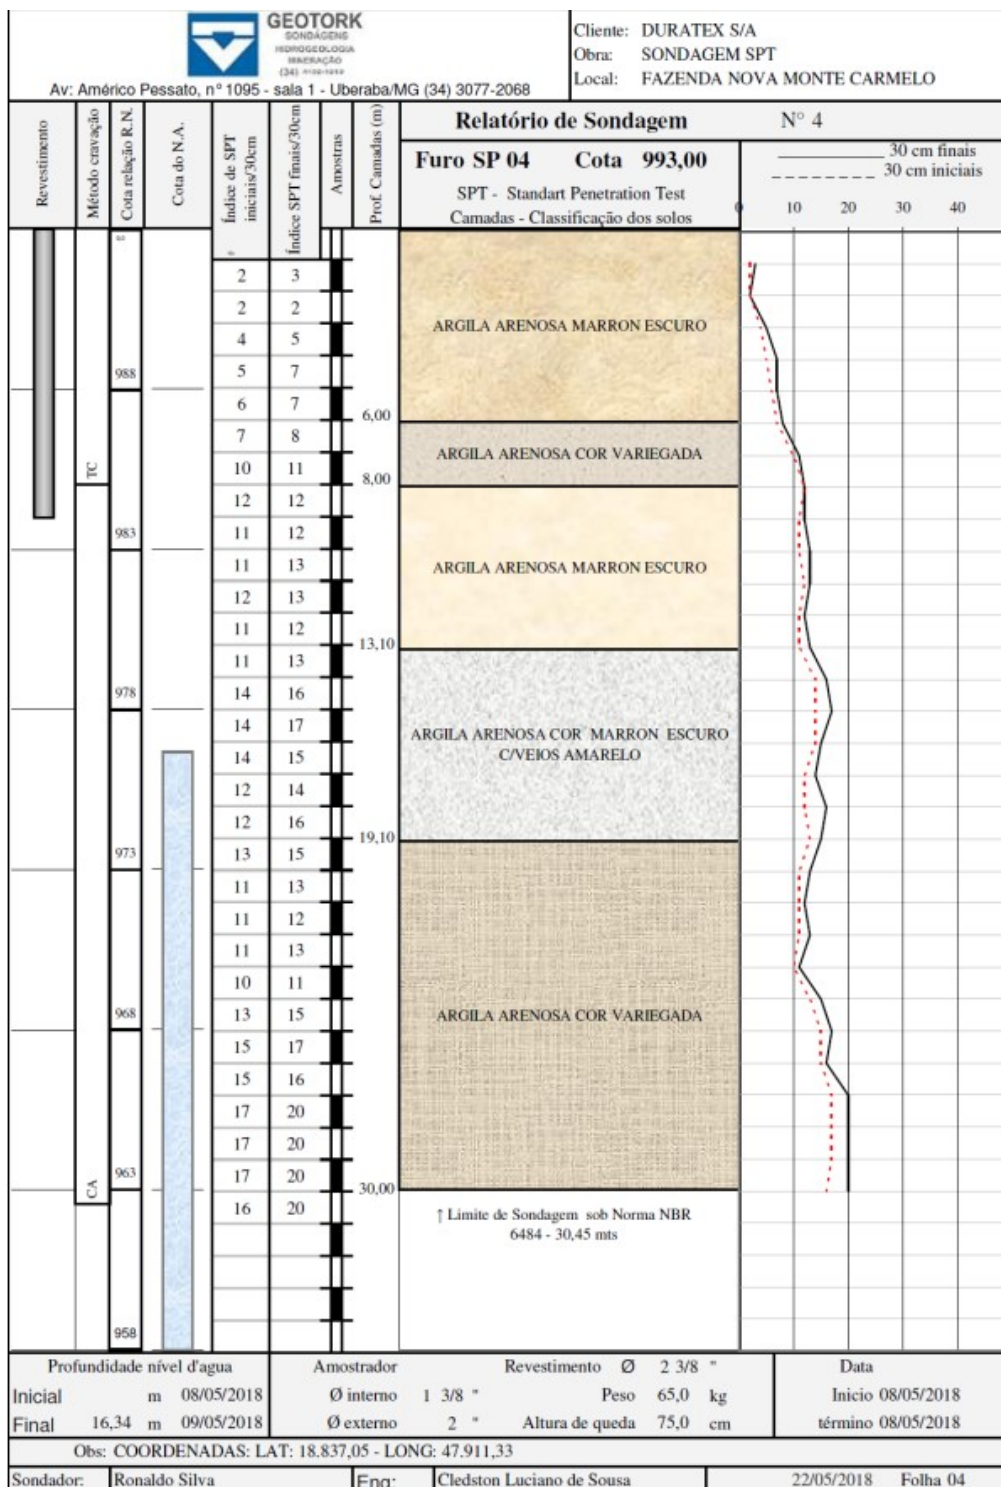 GEOTORK
SONDAGENS
HIDROGEOLOGIA
MINERAÇÃO
Av: Américo Pessato, nº 1095 - sala 1 - Uberaba/MG (34) 3077-2068
Cliente: DURATEX S/A
Obra: SONDAGEM SPT
Local: FAZENDA NOVA MONTE CARMELO
Revestimento
Método cravação
Cota relação R.N.
Cota do N.A.
Índice de SPT iniciais/30cm
Índice SPT finais/30cm
Amostras
Prof. Camadas (m)
Relatório de Sondagem N° 4
Furo SP 04 Cota 993,00
SPT - Standart Penetration Test
Camadas - Classificação dos solos
30 cm finais
30 cm iniciais
0 10 20 30 40
2 3
2 2
ARGILA ARENOSA MARRON ESCURO
4 5
988 5 7
6 7
6,00
7 8
ARGILA ARENOSA COR VARIEGADA
TC 10 11
8,00
12 12
983 11 12
11 13
ARGILA ARENOSA MARRON ESCURO
12 13
11 12
13,10
11 13
978 14 16
14 17
ARGILA ARENOSA COR MARRON ESCURO
C/VEIOS AMARELO
14 15
12 14
12 16
19,10
973 13 15
11 13
11 12
11 13
10 11
968 13 15
ARGILA ARENOSA COR VARIEGADA
15 17
15 16
17 20
17 20
963 17 20
30,00
CA 16 20
↑ Limite de Sondagem sob Norma NBR
6484 - 30,45 mts
958
Profundidade nível d'agua Amostrador Revestimento Ø 2 3/8 " Data
Inicial m 08/05/2018 Ø interno 1 3/8 " Peso 65,0 kg Inicio 08/05/2018
Final 16,34 m 09/05/2018 Ø externo 2 " Altura de queda 75,0 cm término 08/05/2018
Obs: COORDENADAS: LAT: 18.837,05 - LONG: 47.911,33
Sondador: Ronaldo Silva Eng: Cledston Luciano de Sousa 22/05/2018 Folha 04